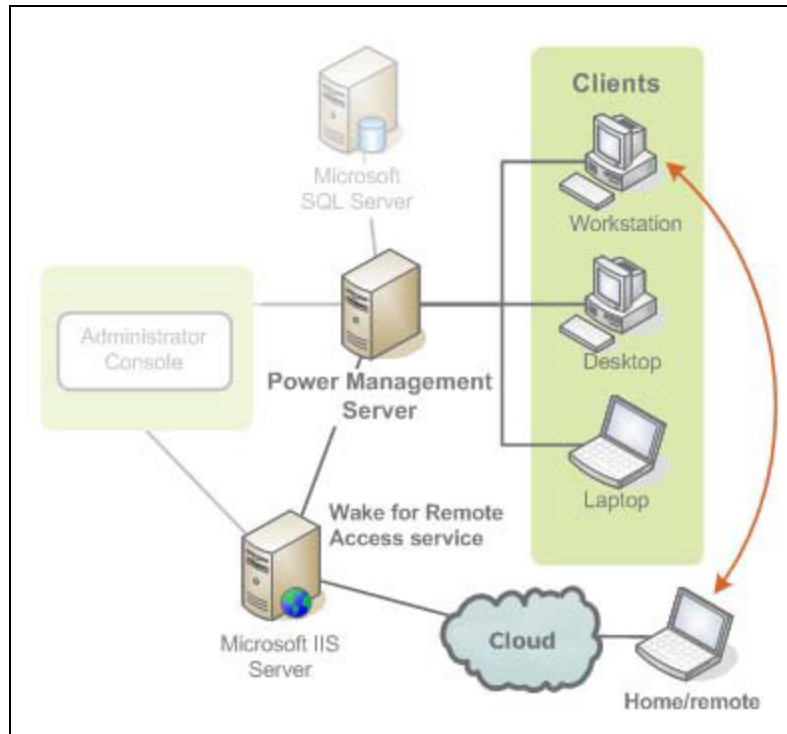 Clients
Microsoft
SQL Server
Workstation
Administrator
Console
Power Management
Server
Desktop
Laptop
Wake for Remote
Access service
Microsoft IIS
Server
Cloud
Home/remote